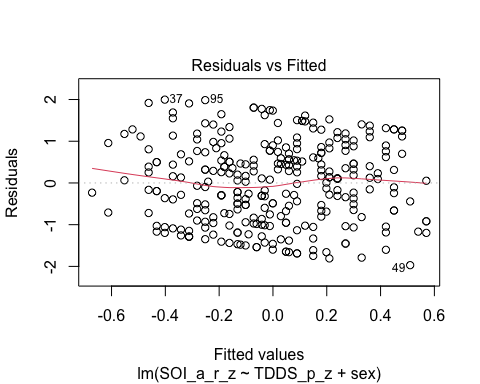 Residuals vs Fitted
Residuals
2
1
0
-1
-2
37
95
49
-0.6 -0.4 -0.2 0.0 0.2 0.4 0.6
Fitted values
lm(SOI_a_r_z ~ TDDS_p_z + sex)